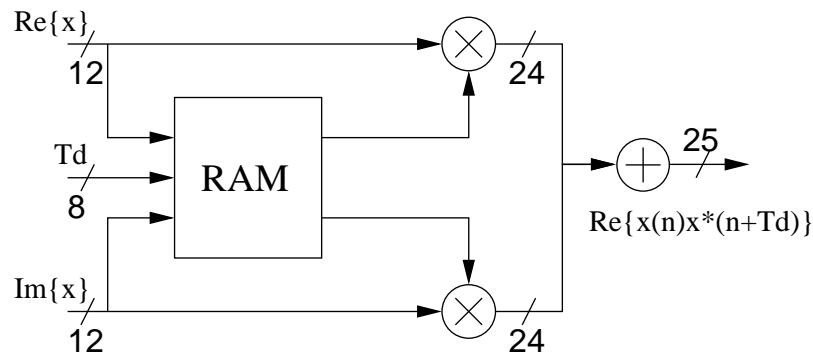 Re{x}
12
24
Td
8
RAM
25
Re{x(n)x*(n+Td)}
Im{x}
12
24